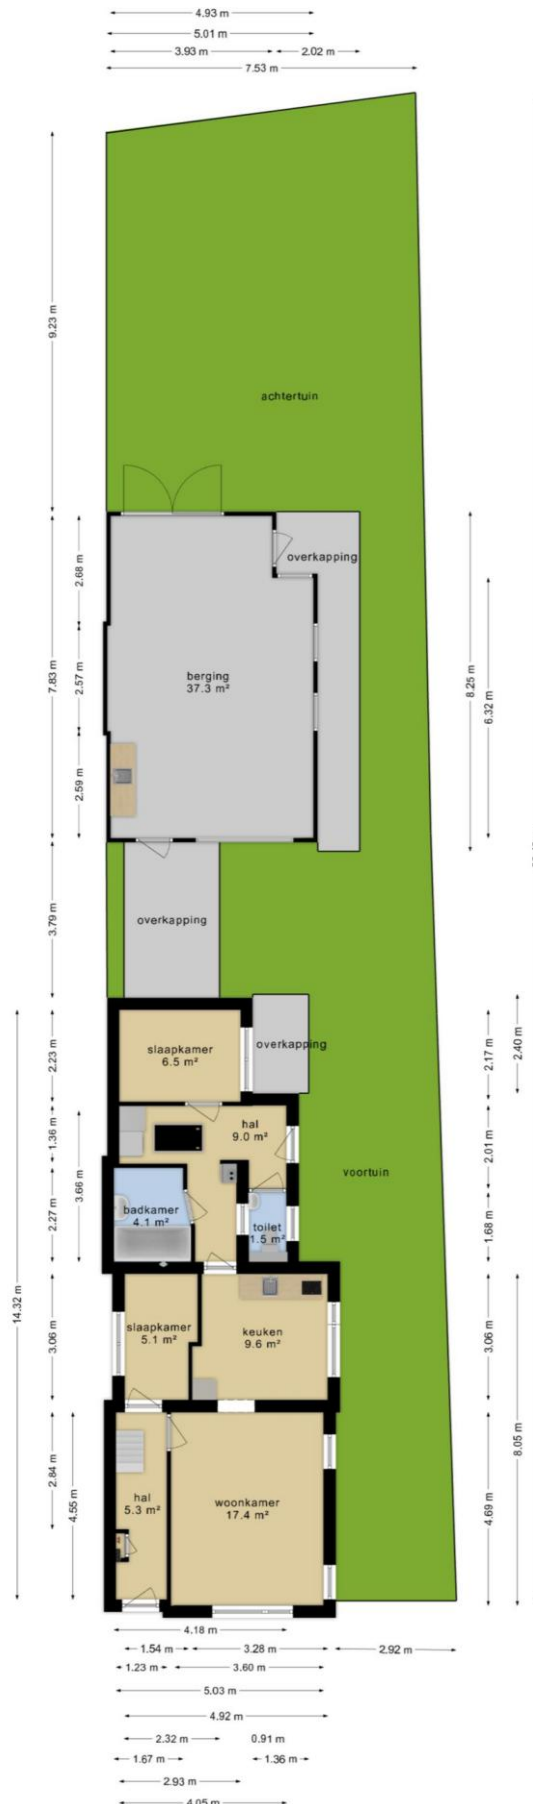 4.93 m
5.01 m
3.93 m
2.02 m
7.53 m
9.23 m
achtertuin
overkapping
2.68 m
7.83 m
2.57 m
2.59 m
berging
37.3 m²
8.25 m
6.32 m
3.79 m
overkapping
2.23 m
slaapkamer
6.5 m²
overkapping
2.17 m
2.40 m
1.36 m
hal
9.0 m²
2.01 m
3.66 m
voortuin
2.27 m
badkamer
4.1 m²
toilet
1.5 m²
1.68 m
14.32 m
3.06 m
slaapkamer
5.1 m²
keuken
9.6 m²
3.06 m
8.05 m
2.84 m
4.55 m
hal
5.3 m²
woonkamer
17.4 m²
4.69 m
4.18 m
1.54 m
3.28 m
2.92 m
1.23 m
3.60 m
5.03 m
4.92 m
2.32 m
0.91 m
1.67 m
1.36 m
2.93 m
4.05 m